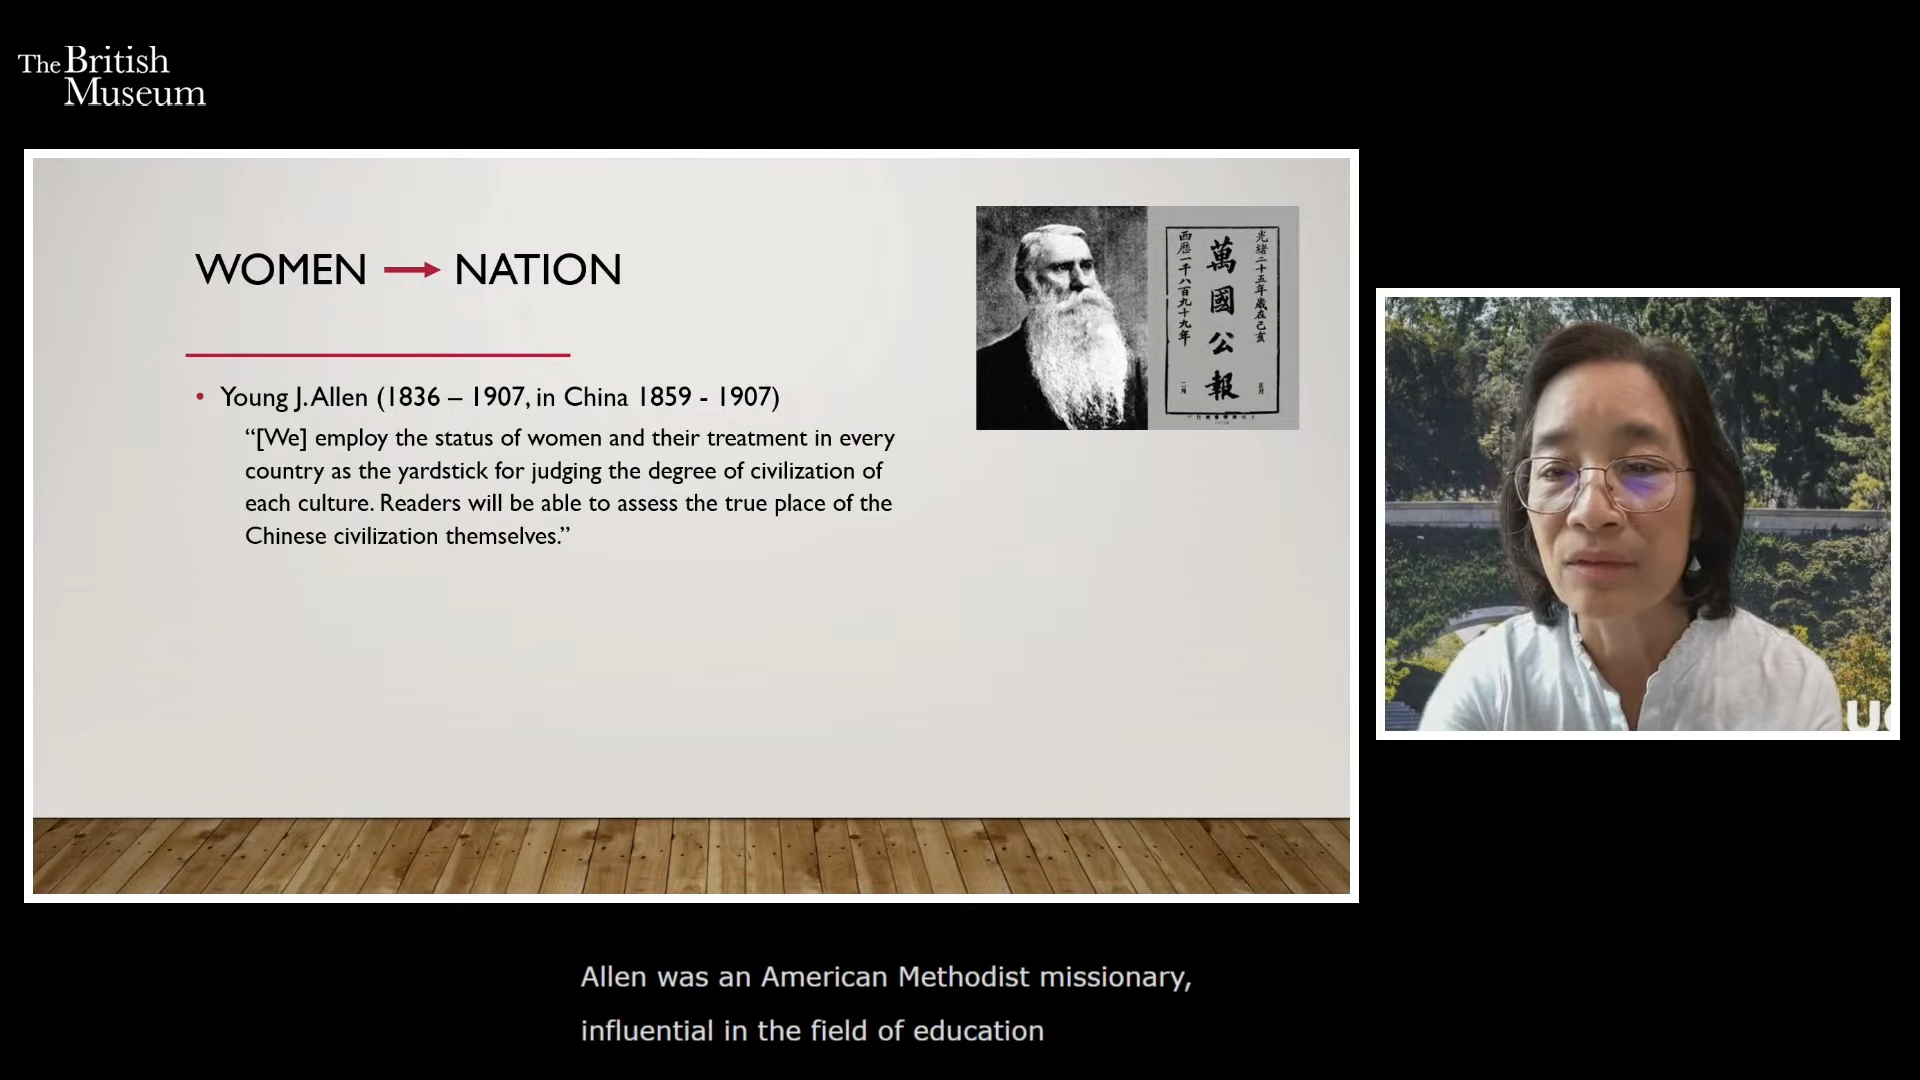 The British
Museum
WOMEN → NATION
• Young J. Allen (1836 – 1907, in China 1859 - 1907)
“[We] employ the status of women and their treatment in every
country as the yardstick for judging the degree of civilization of
each culture. Readers will be able to assess the true place of the
Chinese civilization themselves.”
光緒二十五年歲在己亥
正月
萬國公報
西歷一千八百九十九年
二月
UC
Allen was an American Methodist missionary,
influential in the field of education